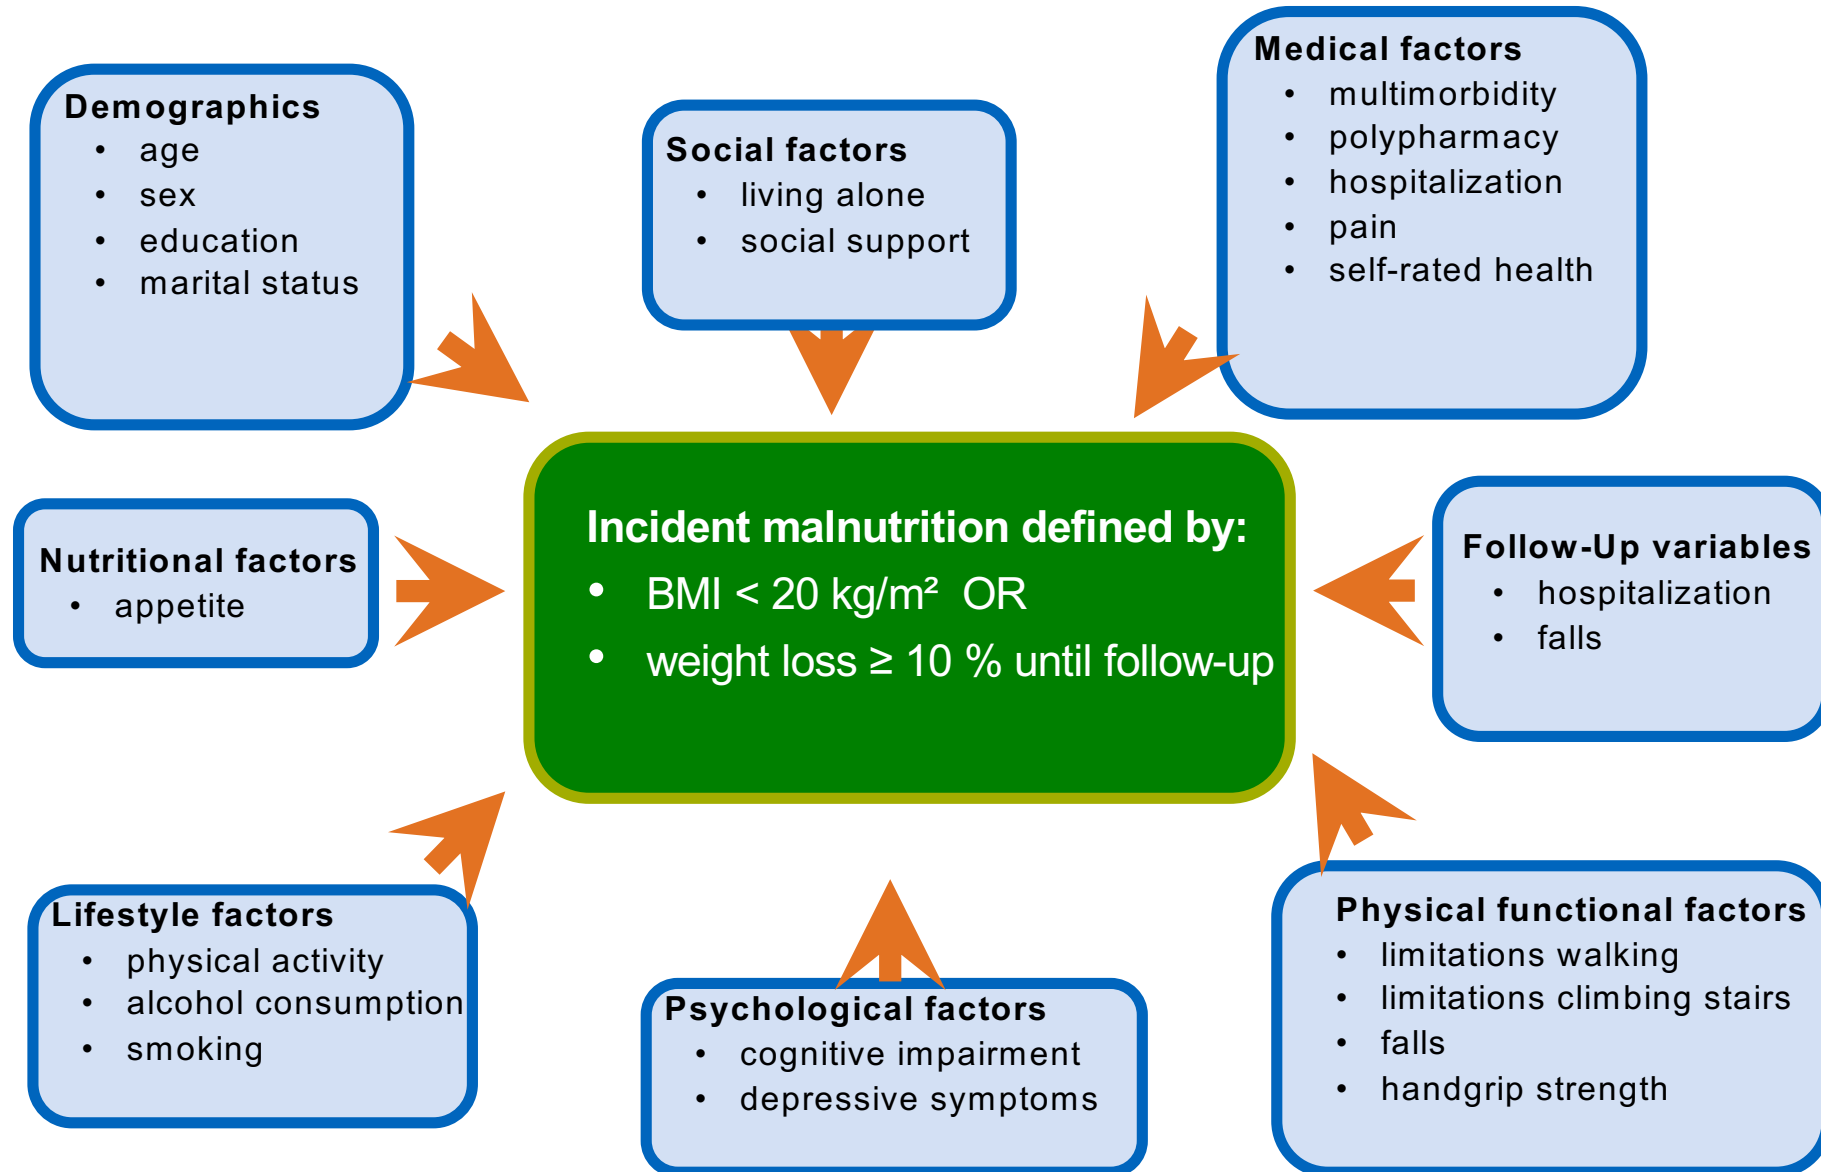 Demographics
• age
• sex
• education
• marital status
Social factors
• living alone
• social support
Medical factors
• multimorbidity
• polypharmacy
• hospitalization
• pain
• self-rated health
Nutritional factors
• appetite
Incident malnutrition defined by:
• BMI < 20 kg/m² OR
• weight loss ≥ 10 % until follow-up
Follow-Up variables
• hospitalization
• falls
Lifestyle factors
• physical activity
• alcohol consumption
• smoking
Psychological factors
• cognitive impairment
• depressive symptoms
Physical functional factors
• limitations walking
• limitations climbing stairs
• falls
• handgrip strength